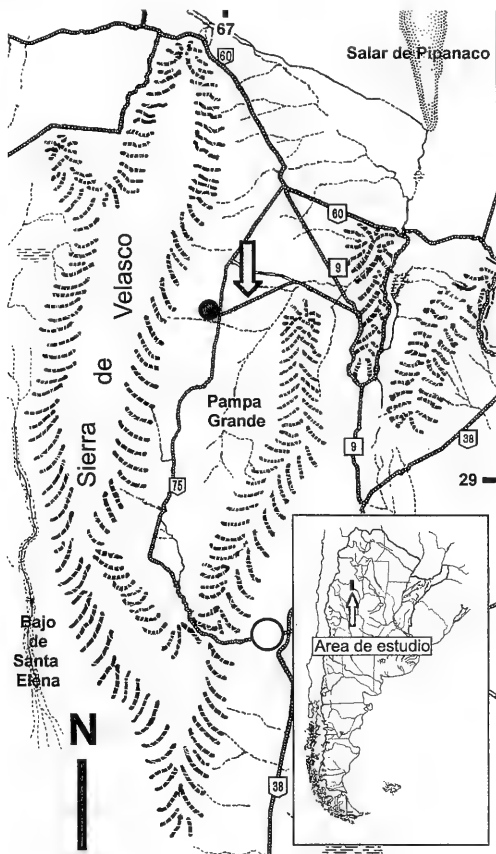 67
60
Salar de Pipanaco
60
9
Sierra de Velasco
Pampa
Grande
9
38
75
29
Bajo
de
Santa
Elena
Area de estudio
N
38